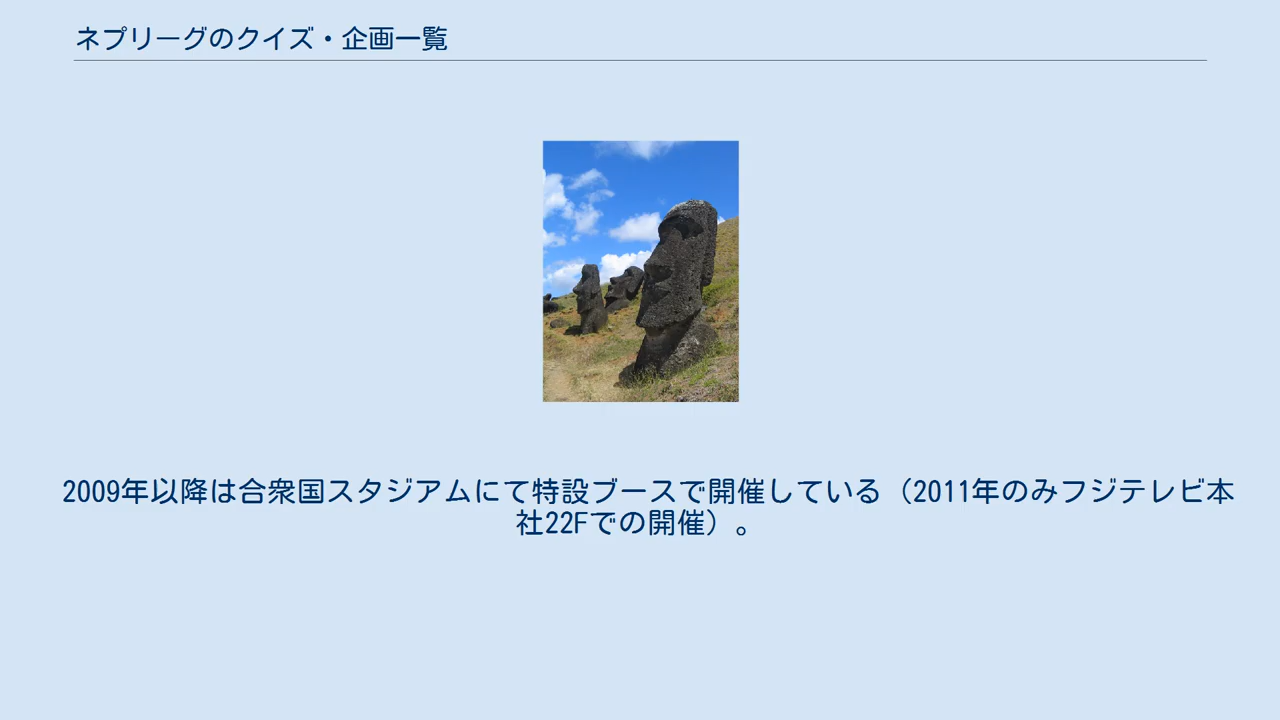 ネプリーグのクイズ・企画一覧
2009年以降は合衆国スタジアムにて特設ブースで開催している（2011年のみフジテレビ本
社22Fでの開催）。